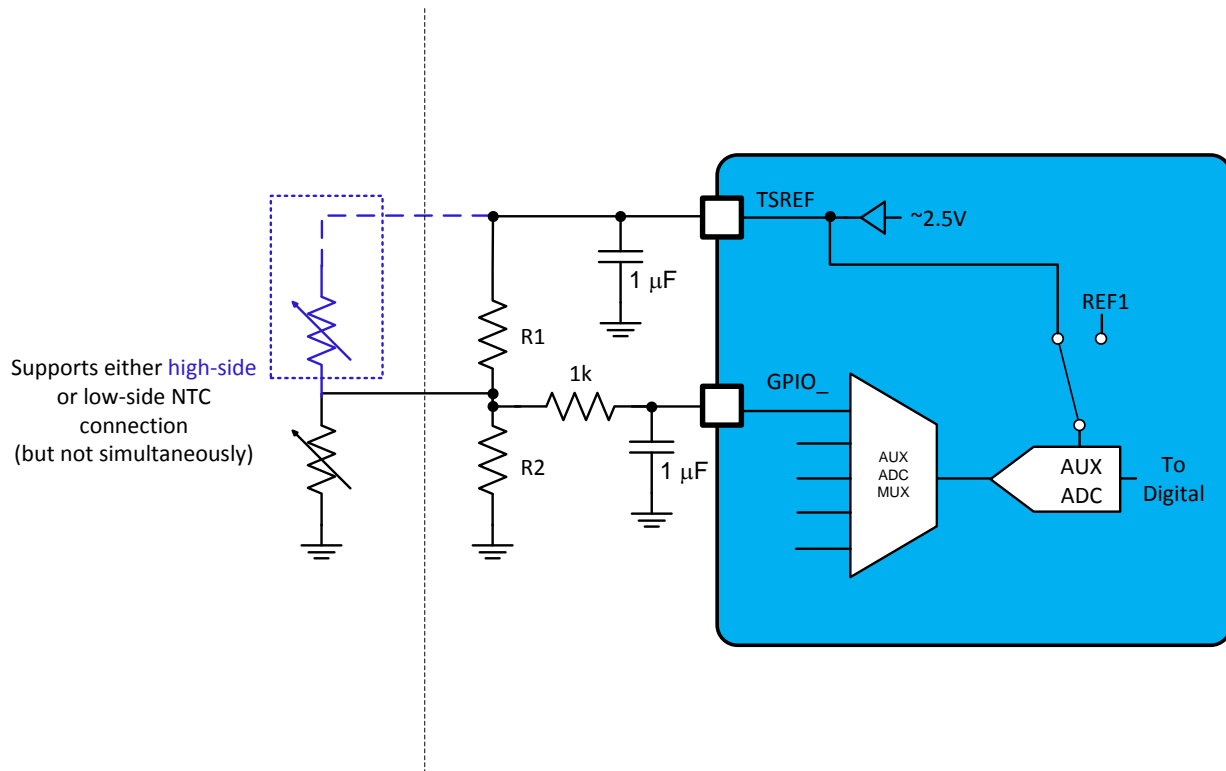 TSREF
~2.5V
1 μF
REF1
R1
Supports either high-side
or low-side NTC
connection
(but not simultaneously)
1k
GPIO_
R2
1 μF
AUX
ADC
MUX
AUX
ADC
To
Digital